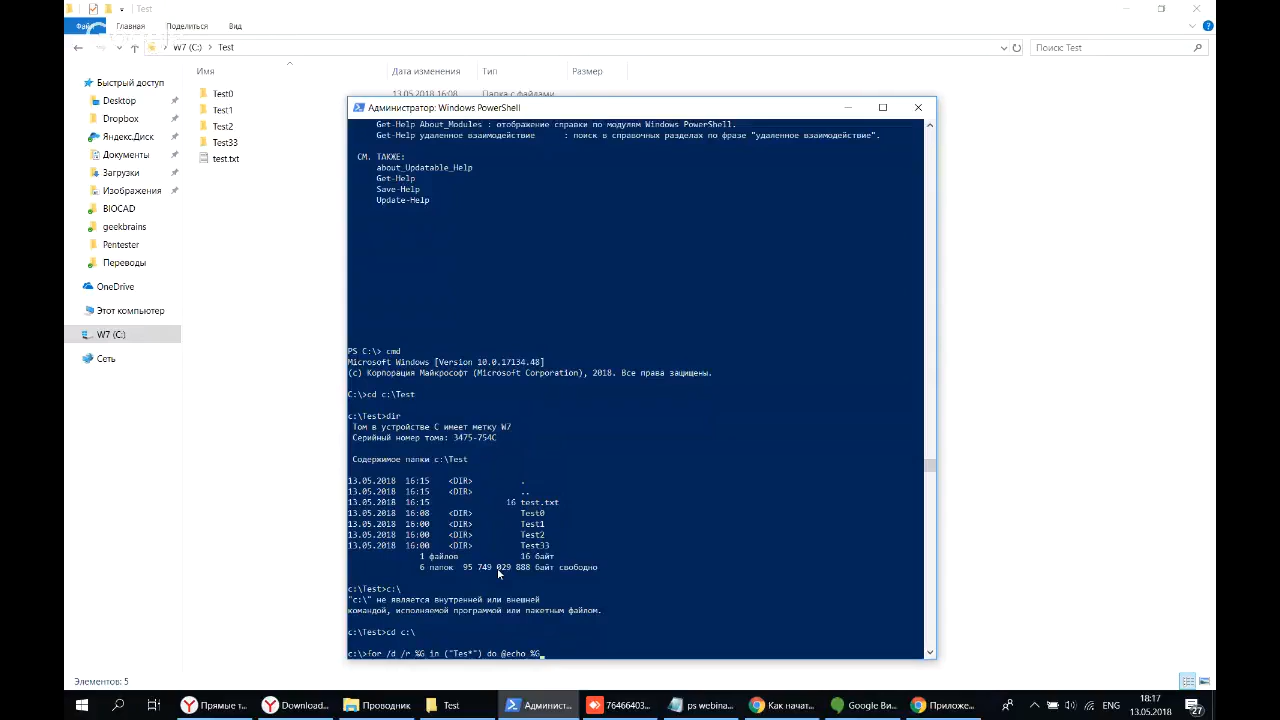 Test
Файл Главная Поделиться Вид
W7 (C:) Test
Поиск: Test
Имя Дата изменения Тип Размер
Быстрый доступ
Desktop
Dropbox
Яндекс.Диск
Документы
Загрузки
Изображения
BIOCAD
geekbrains
Pentester
Переводы
OneDrive
Этот компьютер
W7 (C:)
Сеть
Test0 13.05.2018 16:08 Папка с файлами
Test1
Test2
Test33
test.txt
Администратор: Windows PowerShell
Get-Help About_Modules : отображение справки по модулям Windows PowerShell.
Get-Help удаленное взаимодействие : поиск в справочных разделах по фразе "удаленное взаимодействие".
СМ. ТАКЖЕ:
about_Updatable_Help
Get-Help
Save-Help
Update-Help
PS C:\> cmd
Microsoft Windows [Version 10.0.17134.48]
(c) Корпорация Майкрософт (Microsoft Corporation), 2018. Все права защищены.
C:\>cd c:\Test
c:\Test>dir
Том в устройстве C имеет метку W7
Серийный номер тома: 3475-754C
Содержимое папки c:\Test
13.05.2018 16:15 <DIR> .
13.05.2018 16:15 <DIR> ..
13.05.2018 16:15 16 test.txt
13.05.2018 16:08 <DIR> Test0
13.05.2018 16:00 <DIR> Test1
13.05.2018 16:00 <DIR> Test2
13.05.2018 16:00 <DIR> Test33
1 файлов 16 байт
6 папок 95 749 029 888 байт свободно
c:\Test>c:\
"c:\" не является внутренней или внешней
командой, исполняемой программой или пакетным файлом.
c:\Test>cd c:\
c:\>for /d /r %G in ("Tes*") do @echo %G
Элементов: 5
Прямые т... Download... Проводник Test Админист... 76466403... ps webina... Как начат... Google Ви... Приложе... ENG 18:17
13.05.2018 27